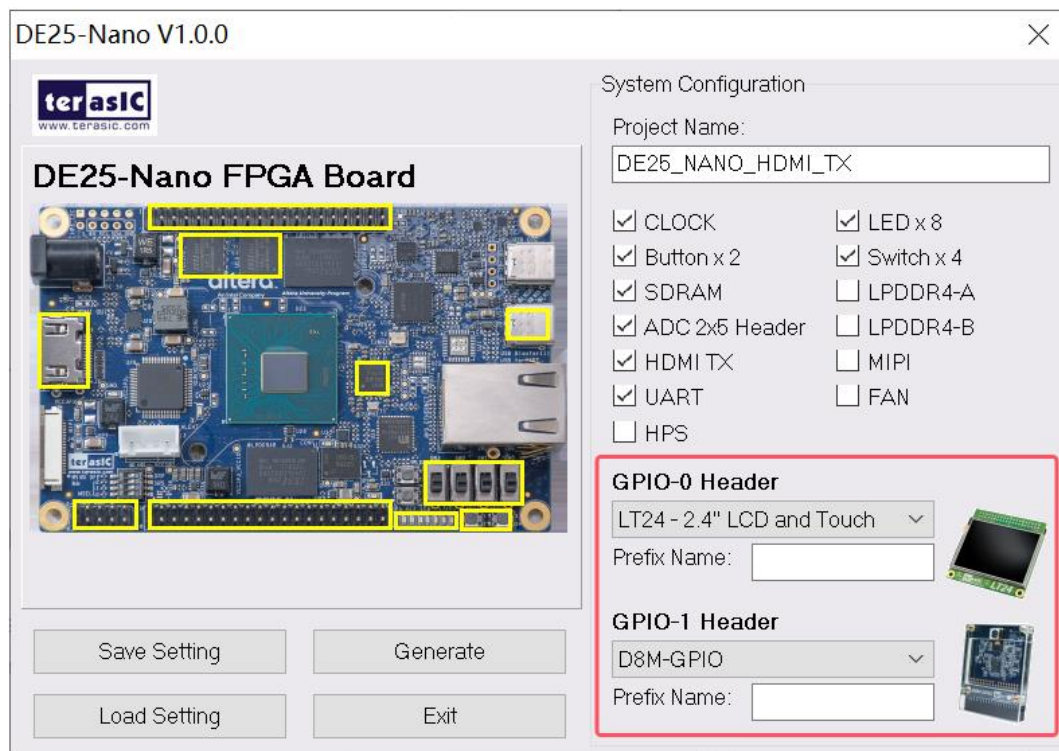 DE25-Nano V1.0.0
terasIC
www.terasic.com
DE25-Nano FPGA Board
altera
terasIC
Save Setting
Generate
Load Setting
Exit
System Configuration
Project Name:
DE25_NANO_HDMI_TX
CLOCK
LED x 8
Button x 2
Switch x 4
SDRAM
LPDDR4-A
ADC 2x5 Header
LPDDR4-B
HDMI TX
MIPI
UART
FAN
HPS
GPIO-0 Header
LT24 - 2.4" LCD and Touch
Prefix Name:
LT24
GPIO-1 Header
D8M-GPIO
Prefix Name: